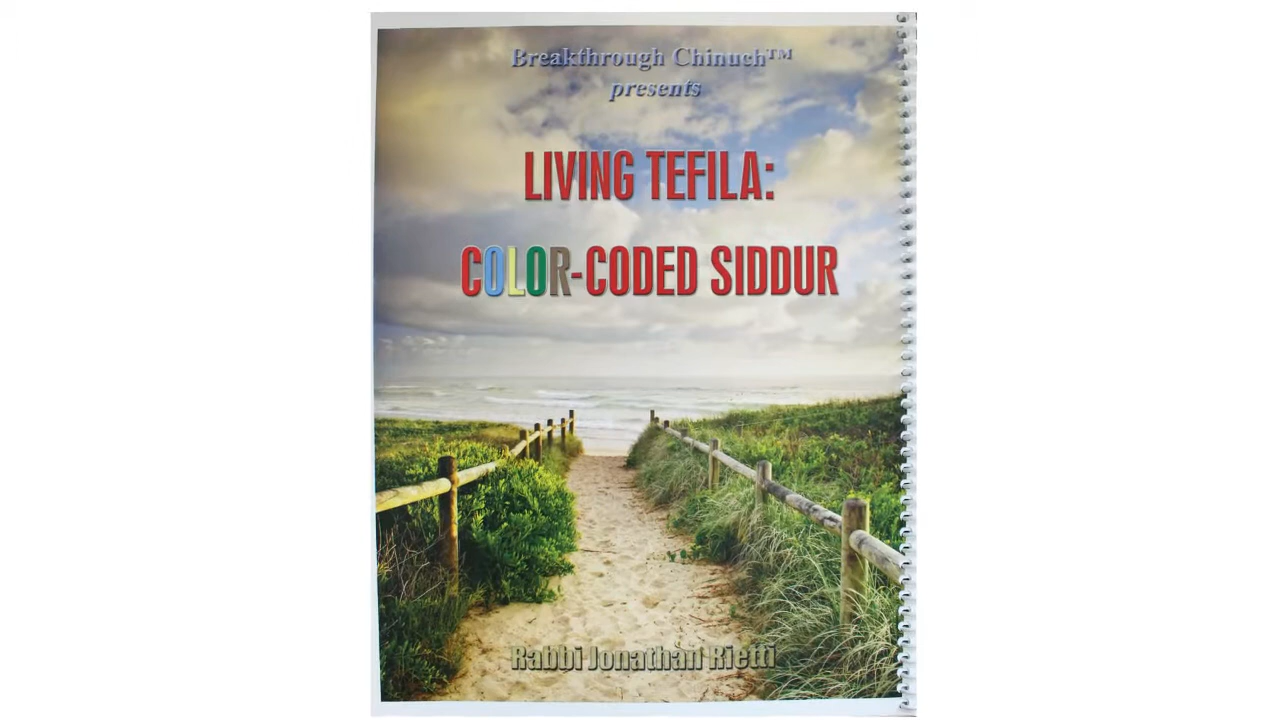 Breakthrough Chinuch™
presents
LIVING TEFILA:
COLOR-CODED SIDDUR
Rabbi Jonathan Rietti